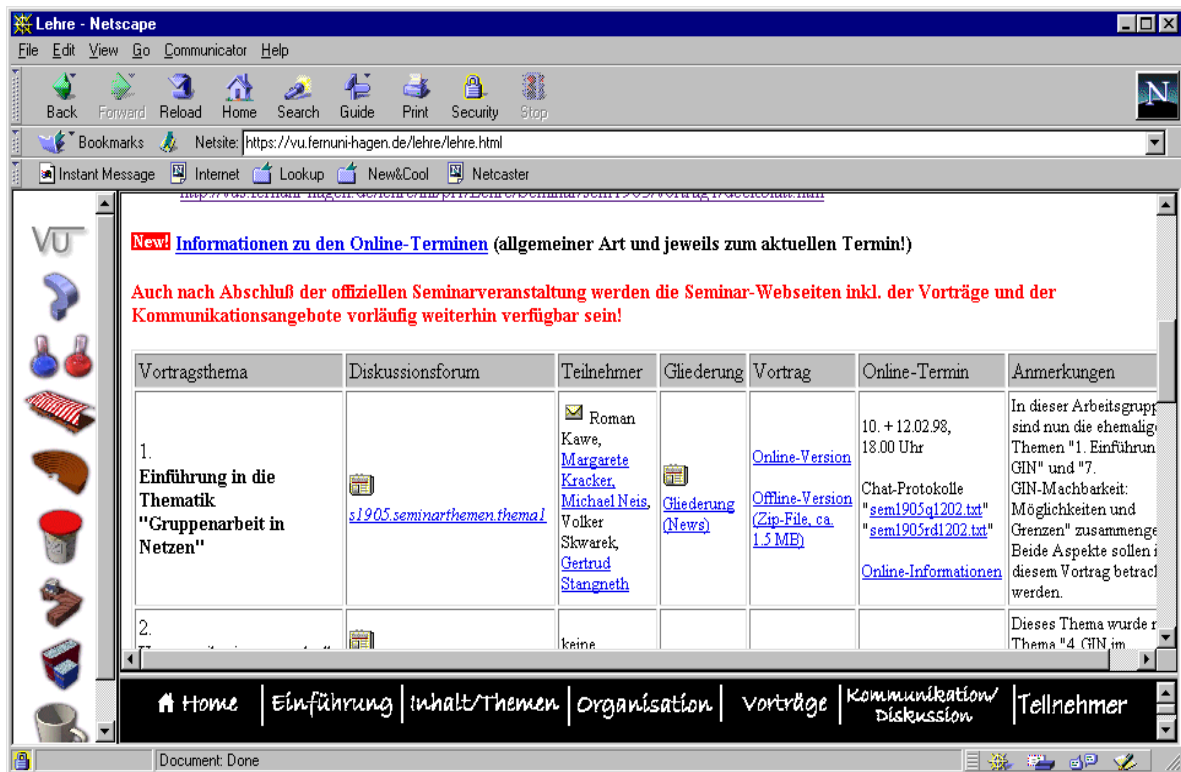 Lehre - Netscape
File Edit View Go Communicator Help
Back Forward Reload Home Search Guide Print Security Stop
N
Bookmarks Netsite: https://vu.fernuni-hagen.de/lehre/lehre.html
Instant Message Internet Lookup New&Cool Netcaster
VU
New! Informationen zu den Online-Terminen (allgemeiner Art und jeweils zum aktuellen Termin!)
Auch nach Abschluß der offiziellen Seminarveranstaltung werden die Seminar-Webseiten inkl. der Vorträge und der
Kommunikationsangebote vorläufig weiterhin verfügbar sein!
Vortragsthema Diskussionsforum Teilnehmer Gliederung Vortrag Online-Termin Anmerkungen
1.
Einführung in die
Thematik
"Gruppenarbeit in
Netzen"
s1905.seminarthemen.thema1
Roman
Kawe,
Margarete
Kracker,
Michael Neis,
Volker
Skwarek,
Gertrud
Stangneth
Gliederung
(News)
Online-Version
Offline-Version
(Zip-File, ca.
1.5 MB)
10. + 12.02.98,
18.00 Uhr
Chat-Protokolle
"sem1905q1202.txt"
"sem1905rd1202.txt"
Online-Informationen
In dieser Arbeitsgrupp
sind nun die ehemalig
Themen "1. Einführun
GIN" und "7.
GIN-Machbarkeit:
Möglichkeiten und
Grenzen" zusammenge
Beide Aspekte sollen i
diesem Vortrag betrach
werden.
2.
keine
Dieses Thema wurde
Thema "4. GIN im
Home Einführung Inhalt/Themen Organisation Vorträge Kommunikation/
Diskussion Teilnehmer
Document: Done